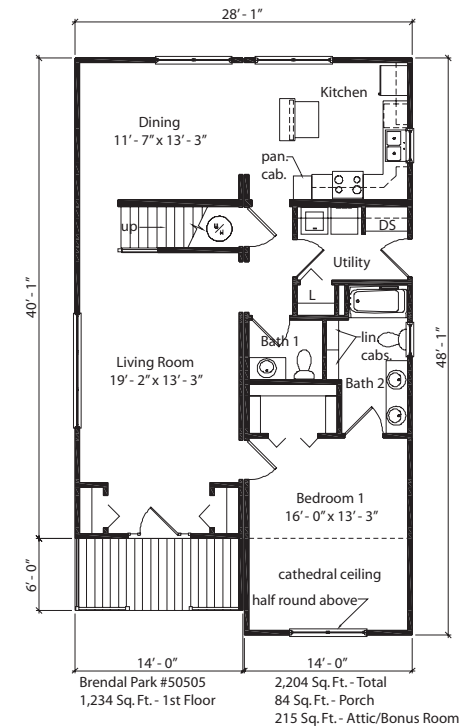 28' - 1"
Kitchen
Dining
11' - 7" x 13' - 3"
pan.
cab.
up
W/H
DS
Utility
L
40' - 1"
48' - 1"
Bath 1
lin.
cabs.
Bath 2
Living Room
19' - 2" x 13' - 3"
Bedroom 1
16' - 0" x 13' - 3"
cathedral ceiling
half round above
6' - 0"
14' - 0"
14' - 0"
Brendal Park #50505
1,234 Sq. Ft. - 1st Floor
2,204 Sq. Ft. - Total
84 Sq. Ft. - Porch
215 Sq. Ft. - Attic/Bonus Room